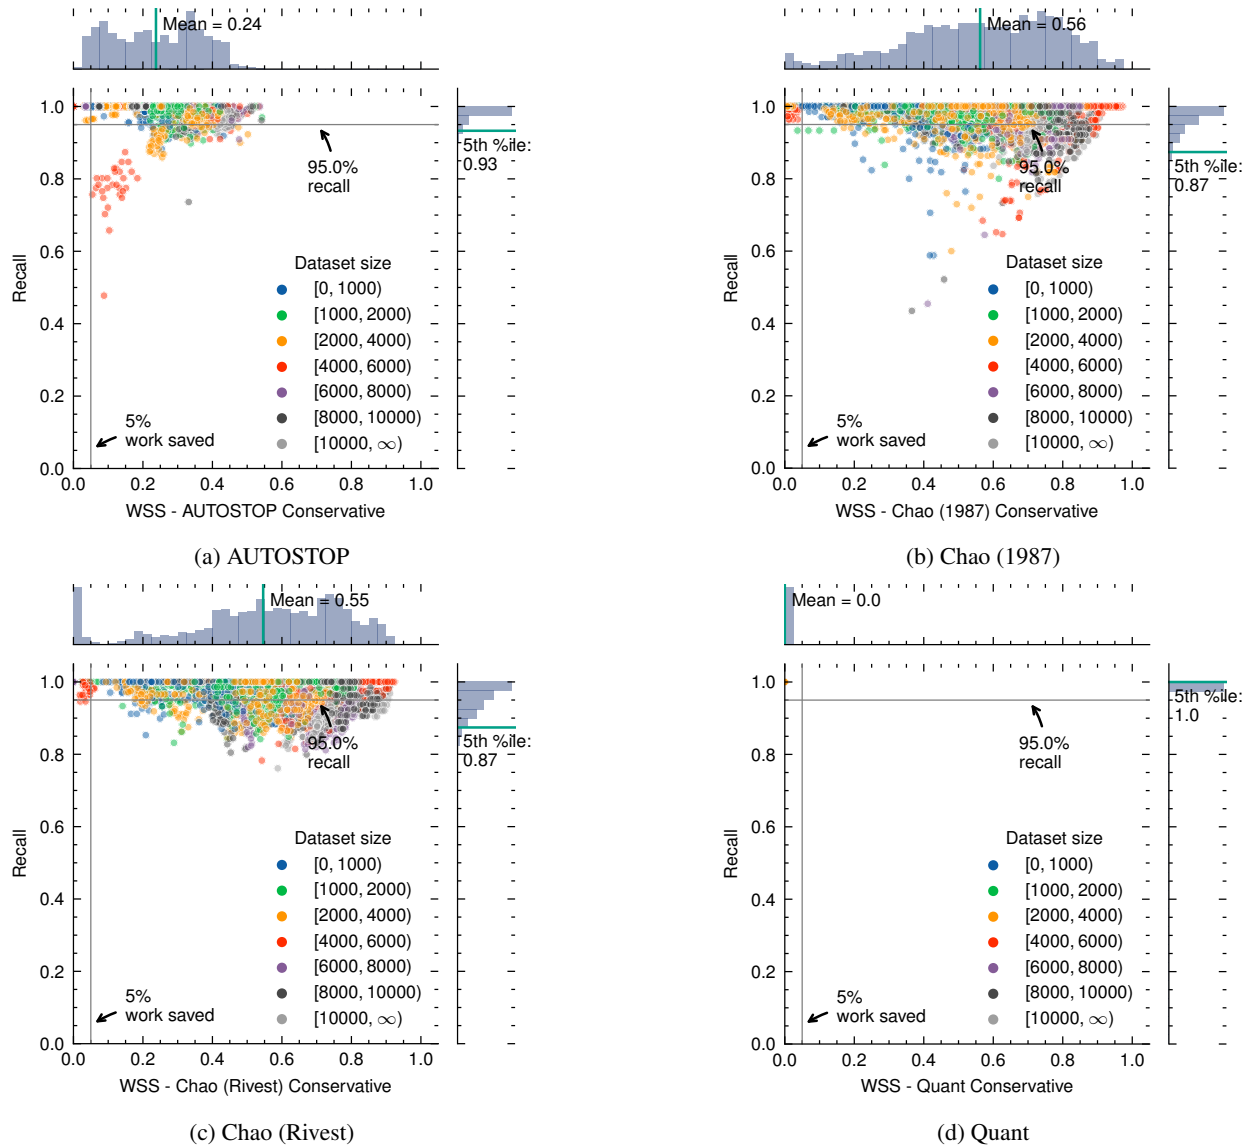 Mean = 0.24
1.0
0.8
0.6
0.4
0.2
0.0
Recall
95.0%
recall
5th %ile:
0.93
Dataset size
[0, 1000)
[1000, 2000)
[2000, 4000)
[4000, 6000)
[6000, 8000)
[8000, 10000)
[10000, ∞)
5%
work saved
0.0 0.2 0.4 0.6 0.8 1.0
WSS - AUTOSTOP Conservative
(a) AUTOSTOP
Mean = 0.56
1.0
0.8
0.6
0.4
0.2
0.0
Recall
95.0%
recall
5th %ile:
0.87
Dataset size
[0, 1000)
[1000, 2000)
[2000, 4000)
[4000, 6000)
[6000, 8000)
[8000, 10000)
[10000, ∞)
5%
work saved
0.0 0.2 0.4 0.6 0.8 1.0
WSS - Chao (1987) Conservative
(b) Chao (1987)
Mean = 0.55
1.0
0.8
0.6
0.4
0.2
0.0
Recall
95.0%
recall
5th %ile:
0.87
Dataset size
[0, 1000)
[1000, 2000)
[2000, 4000)
[4000, 6000)
[6000, 8000)
[8000, 10000)
[10000, ∞)
5%
work saved
0.0 0.2 0.4 0.6 0.8 1.0
WSS - Chao (Rivest) Conservative
(c) Chao (Rivest)
Mean = 0.0
1.0
0.8
0.6
0.4
0.2
0.0
Recall
95.0%
recall
5th %ile:
1.0
Dataset size
[0, 1000)
[1000, 2000)
[2000, 4000)
[4000, 6000)
[6000, 8000)
[8000, 10000)
[10000, ∞)
5%
work saved
0.0 0.2 0.4 0.6 0.8 1.0
WSS - Quant Conservative
(d) Quant